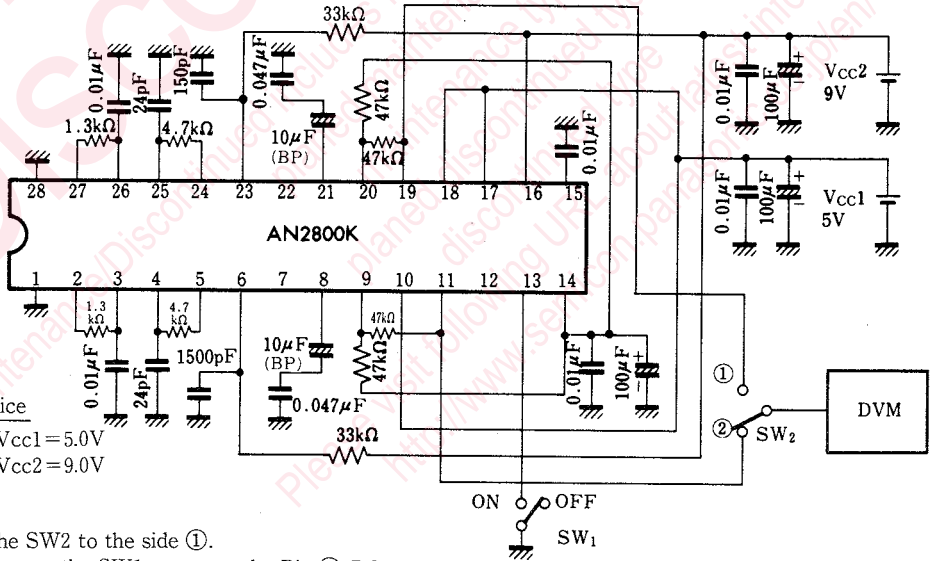 33kΩ
0.01μF
24pF
150pF
0.047μF
10μF
(BP)
47kΩ
47kΩ
0.01μF
1.3kΩ
4.7kΩ
0.01μF
100μF
+
−
Vcc2
9V
28 27 26 25 24 23 22 21 20 19 18 17 16 15
0.01μF
100μF
+
−
Vcc1
5V
AN2800K
1 2 3 4 5 6 7 8 9 10 11 12 13 14
1.3
kΩ
4.7
kΩ
0.01μF
24pF
1500pF
10μF
(BP)
0.047μF
47kΩ
47kΩ
0.01μF
100μF
+
−
33kΩ
①
②
SW2
DVM
ice
Vcc1=5.0V
Vcc2=9.0V
ON
OFF
SW1
he SW2 to the side ①.